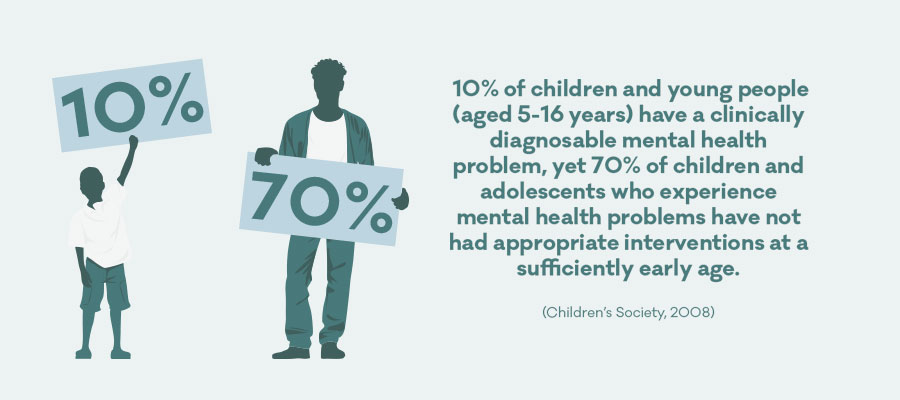 10%
70%
10% of children and young people
(aged 5-16 years) have a clinically
diagnosable mental health
problem, yet 70% of children and
adolescents who experience
mental health problems have not
had appropriate interventions at a
sufficiently early age.
(Children’s Society, 2008)